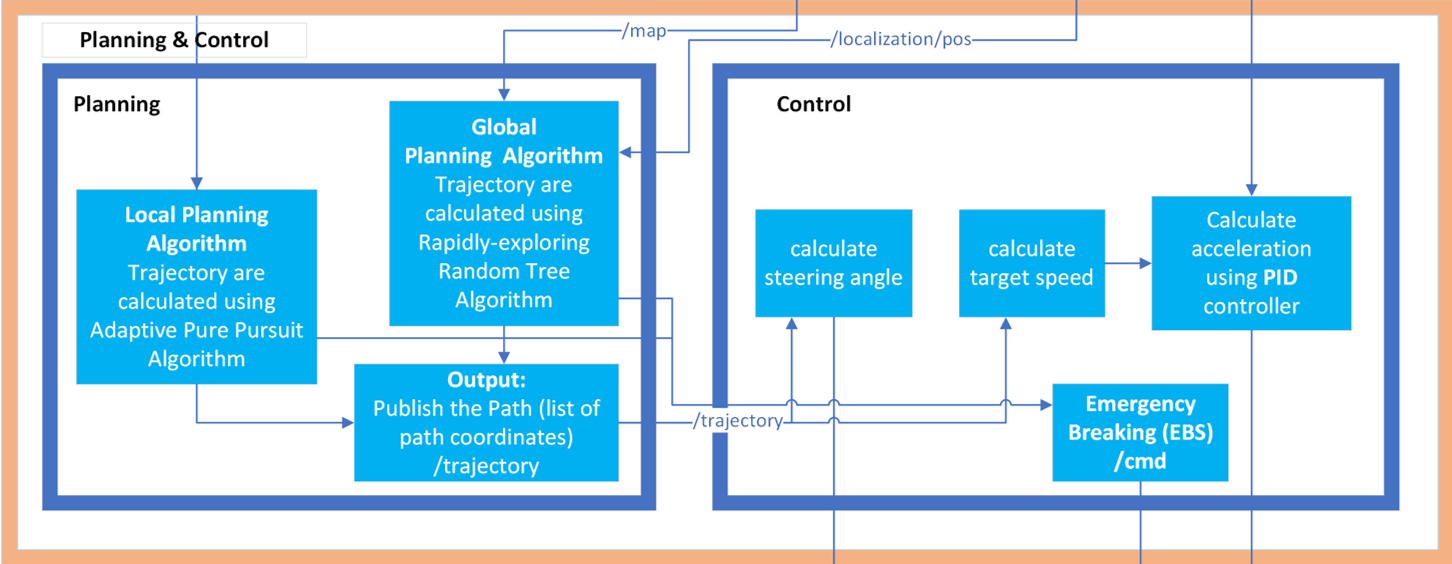 Planning & Control
/map
/localization/pos
Planning
Global
Planning Algorithm
Trajectory are
calculated using
Rapidly-exploring
Random Tree
Algorithm
Local Planning
Algorithm
Trajectory are
calculated using
Adaptive Pure Pursuit
Algorithm
Output:
Publish the Path (list of
path coordinates)
/trajectory
/trajectory
Control
calculate
steering angle
calculate
target speed
Calculate
acceleration
using PID
controller
Emergency
Breaking (EBS)
/cmd